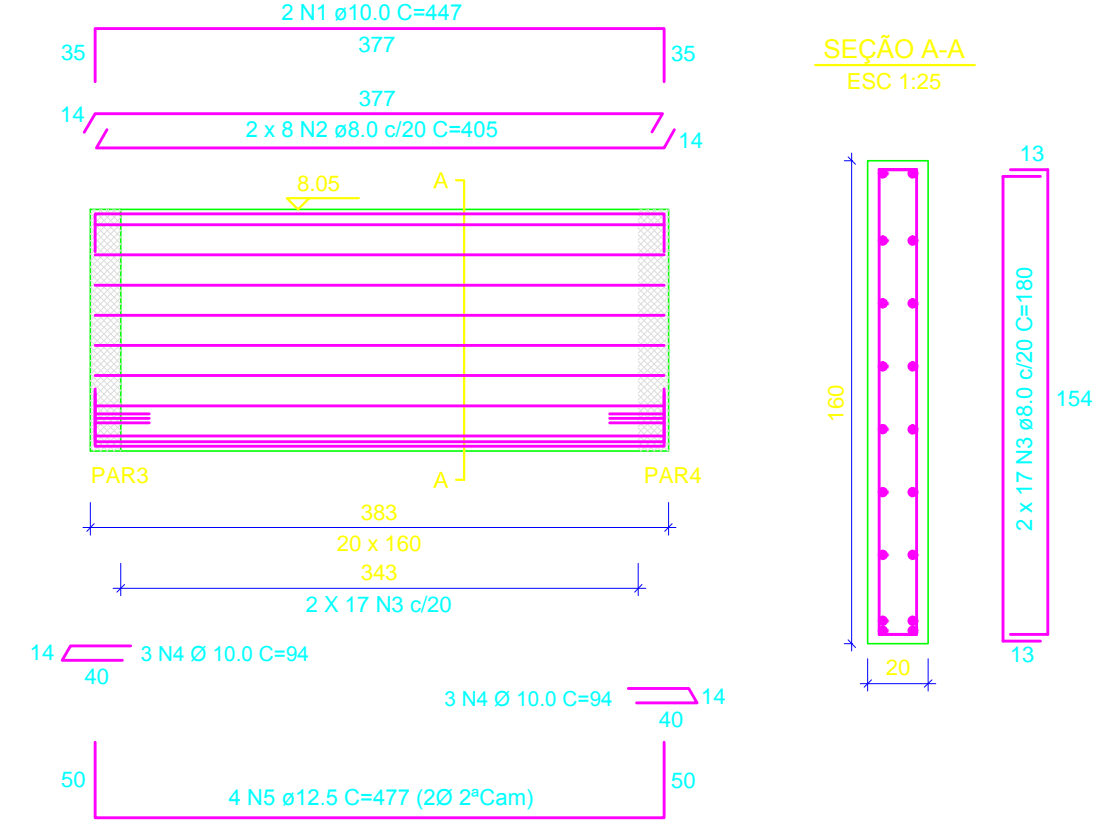 2 N1 ø10.0 C=447
35
377
35
14
377
2 x 8 N2 ø8.0 c/20 C=405
14
8.05
A
A
PAR3
PAR4
383
20 x 160
343
2 X 17 N3 c/20
14
3 N4 Ø 10.0 C=94
40
3 N4 Ø 10.0 C=94
14
40
50
4 N5 ø12.5 C=477 (2Ø 2ªCam)
50
SEÇÃO A-A
ESC 1:25
160
20
13
2 x 17 N3 ø8.0 c/20 C=180
154
13